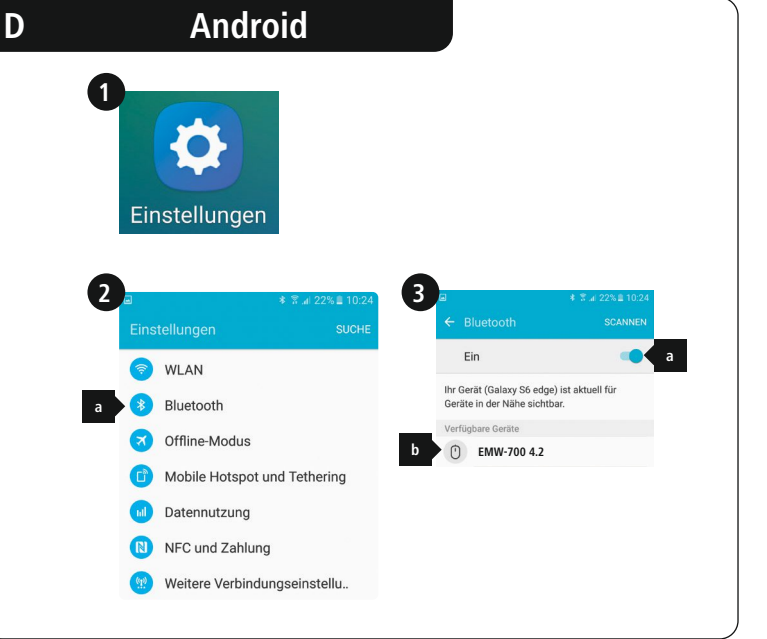 D Android
1
Einstellungen
2
22% 10:24
Einstellungen SUCHE
WLAN
a Bluetooth
Offline-Modus
Mobile Hotspot und Tethering
Datennutzung
NFC und Zahlung
Weitere Verbindungseinstellu..
3
22% 10:24
Bluetooth SCANNEN
Ein a
Ihr Gerät (Galaxy S6 edge) ist aktuell für
Geräte in der Nähe sichtbar.
Verfügbare Geräte
b EMW-700 4.2